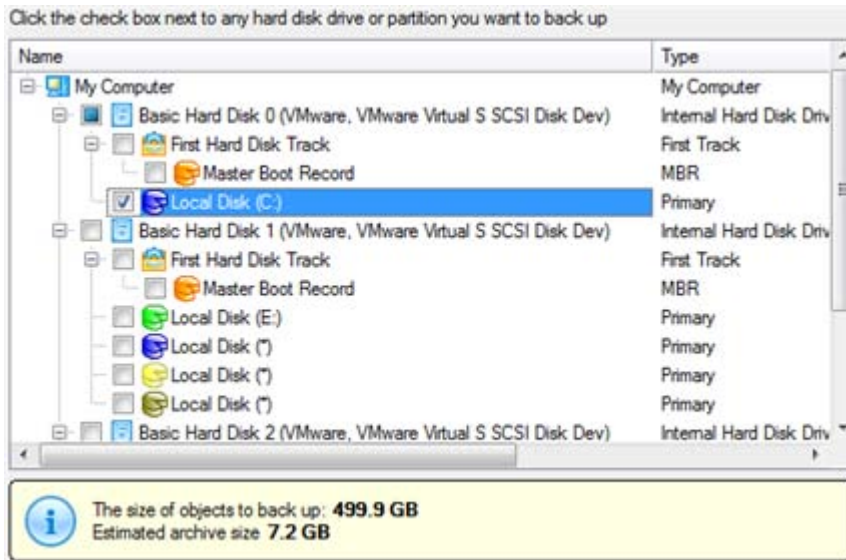 Click the check box next to any hard disk drive or partition you want to back up
Name Type
My Computer My Computer
Basic Hard Disk 0 (VMware, VMware Virtual S SCSI Disk Dev) Internal Hard Disk Driv
First Hard Disk Track First Track
Master Boot Record MBR
Local Disk (C:) Primary
Basic Hard Disk 1 (VMware, VMware Virtual S SCSI Disk Dev) Internal Hard Disk Driv
First Hard Disk Track First Track
Master Boot Record MBR
Local Disk (E:) Primary
Local Disk (*) Primary
Local Disk (*) Primary
Local Disk (*) Primary
Basic Hard Disk 2 (VMware, VMware Virtual S SCSI Disk Dev) Internal Hard Disk Driv
The size of objects to back up: 499.9 GB
Estimated archive size 7.2 GB